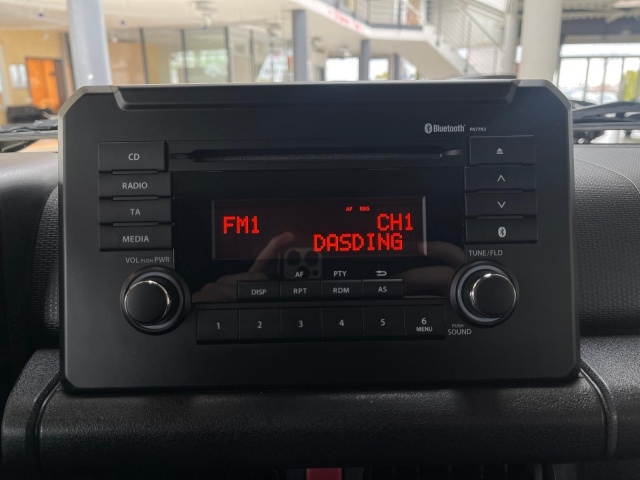 Bluetooth PA7793
CD
RADIO
TA
MEDIA
AF REG
FM1 CH1
DASDING
VOL PUSH PWR
TUNE/FLD
AF PTY
DISP RPT RDM AS
1 2 3 4 5 6
MENU
PUSH
SOUND